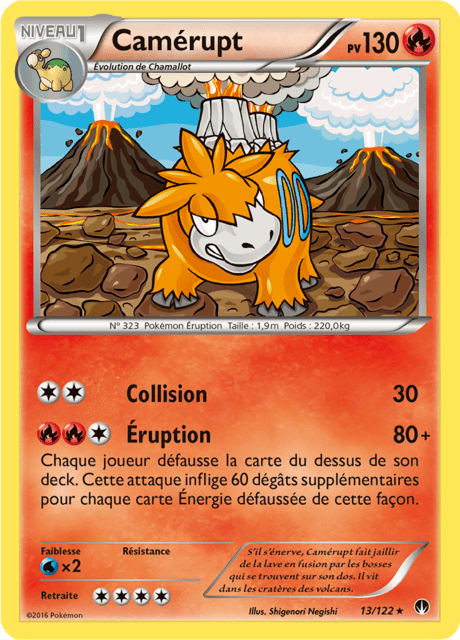 NIVEAU 1
Camérupt
PV 130
Évolution de Chamallot
N° 323 Pokémon Éruption Taille : 1,9m Poids : 220,0kg
Collision 30
Éruption 80+
Chaque joueur défausse la carte du dessus de son
deck. Cette attaque inflige 60 dégâts supplémentaires
pour chaque carte Énergie défaussée de cette façon.
Faiblesse Résistance
×2
Retraite
S'il s'énerve, Camérupt fait jaillir
de la lave en fusion par les bosses
qui se trouvent sur son dos. Il vit
dans les cratères des volcans.
©2016 Pokémon
Illus. Shigenori Negishi
13/122 ★